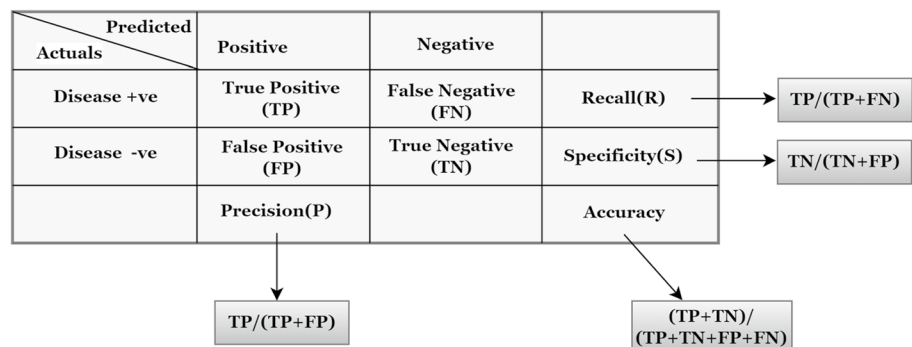 Predicted
Actuals
Positive
Negative
Disease +ve
True Positive
(TP)
False Negative
(FN)
Recall(R)
TP/(TP+FN)
Disease -ve
False Positive
(FP)
True Negative
(TN)
Specificity(S)
TN/(TN+FP)
Precision(P)
Accuracy
TP/(TP+FP)
(TP+TN)/
(TP+TN+FP+FN)